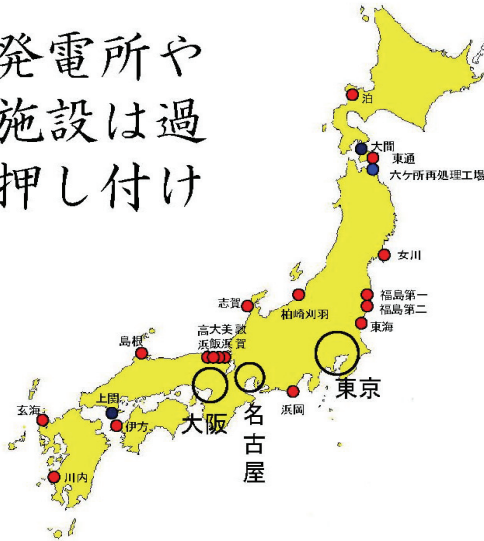 発電所や
施設は過
押し付け
泊
大間
東通
六ケ所再処理工場
女川
福島第一
福島第二
東海
柏崎刈羽
志賀
高大美敦
浜飯浜賀
島根
上関
玄海
伊方
川内
大阪
名古屋
浜岡
東京